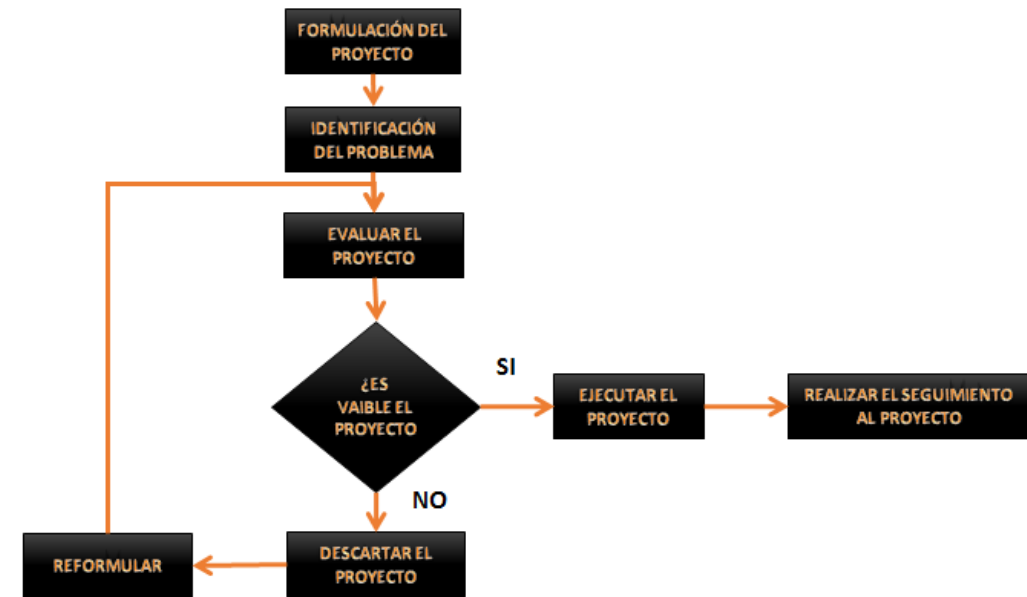 FORMULACIÓN DEL
PROYECTO
IDENTIFICACIÓN
DEL PROBLEMA
EVALUAR EL
PROYECTO
¿ES
VAIBLE EL
PROYECTO
SI
EJECUTAR EL
PROYECTO
REALIZAR EL SEGUIMIENTO
AL PROYECTO
NO
DESCARTAR EL
PROYECTO
REFORMULAR